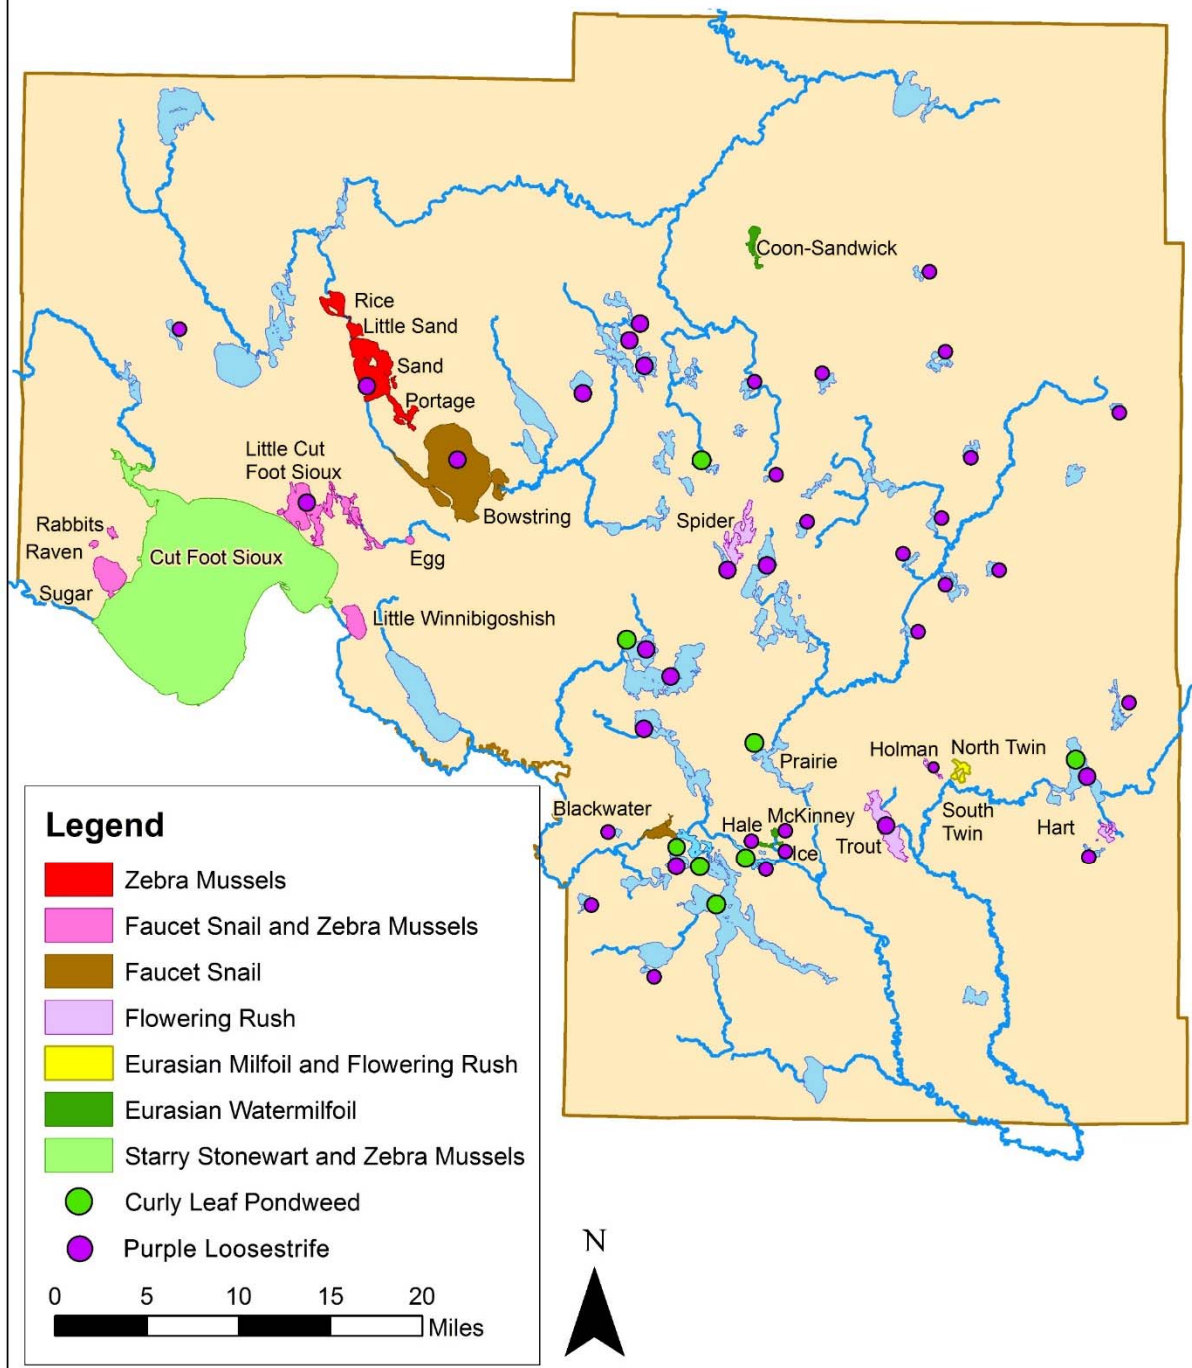 Coon-Sandwick
Rice
Little Sand
Sand
Portage
Little Cut
Foot Sioux
Bowstring
Spider
Rabbits
Raven
Cut Foot Sioux
Egg
Sugar
Little Winnibigoshish
Prairie
Holman
North Twin
Blackwater
Hale
McKinney
South
Twin
Hart
Ice
Trout
Legend
Zebra Mussels
Faucet Snail and Zebra Mussels
Faucet Snail
Flowering Rush
Eurasian Milfoil and Flowering Rush
Eurasian Watermilfoil
Starry Stonewart and Zebra Mussels
Curly Leaf Pondweed
Purple Loosestrife
0 5 10 15 20
Miles
N